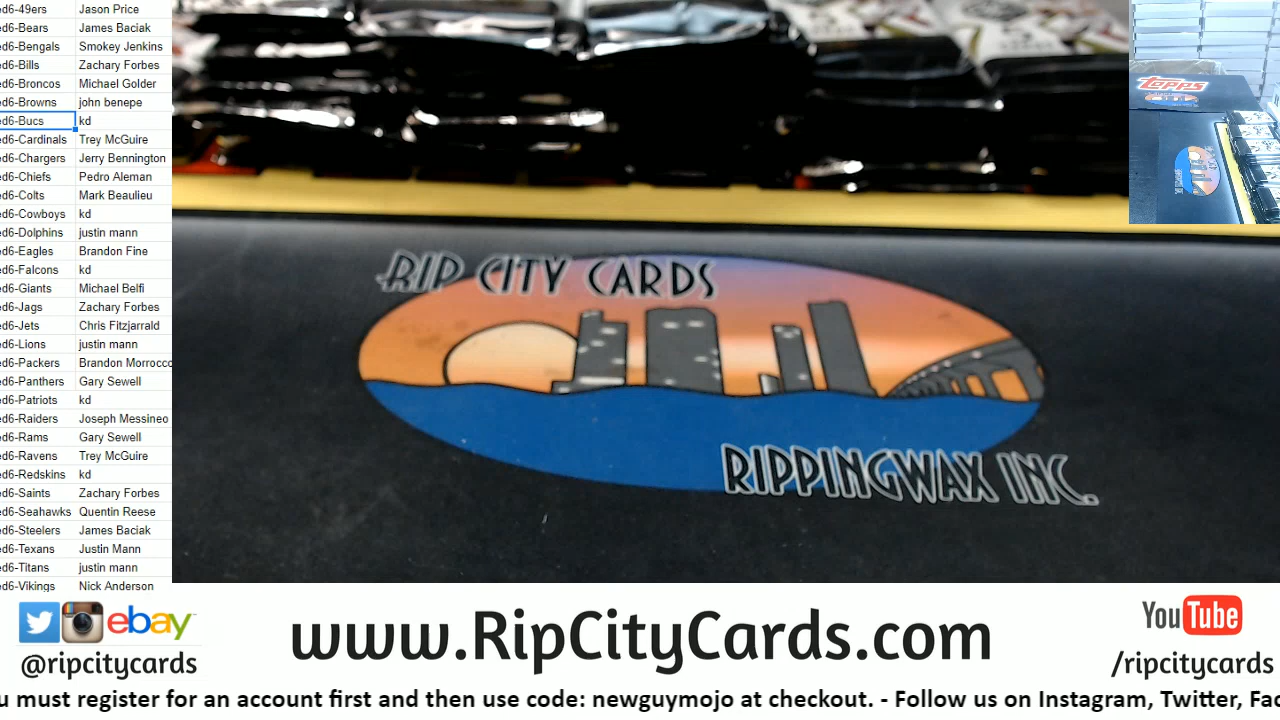 ed6-49ers Jason Price
ed6-Bears James Baciak
ed6-Bengals Smokey Jenkins
ed6-Bills Zachary Forbes
ed6-Broncos Michael Golder
ed6-Browns john benepe
ed6-Bucs kd
ed6-Cardinals Trey McGuire
ed6-Chargers Jerry Bennington
ed6-Chiefs Pedro Aleman
ed6-Colts Mark Beaulieu
ed6-Cowboys kd
ed6-Dolphins justin mann
ed6-Eagles Brandon Fine
ed6-Falcons kd
ed6-Giants Michael Belfi
ed6-Jags Zachary Forbes
ed6-Jets Chris Fitzjarrald
ed6-Lions justin mann
ed6-Packers Brandon Morrocco
ed6-Panthers Gary Sewell
ed6-Patriots kd
ed6-Raiders Joseph Messineo
ed6-Rams Gary Sewell
ed6-Ravens Trey McGuire
ed6-Redskins kd
ed6-Saints Zachary Forbes
ed6-Seahawks Quentin Reese
ed6-Steelers James Baciak
ed6-Texans Justin Mann
ed6-Titans justin mann
ed6-Vikings Nick Anderson
RIP CITY CARDS
RIPPINGWAX INC.
Topps
ebay
@ripcitycards
www.RipCityCards.com
YouTube
/ripcitycards
u must register for an account first and then use code: newguymojo at checkout. - Follow us on Instagram, Twitter, Fac